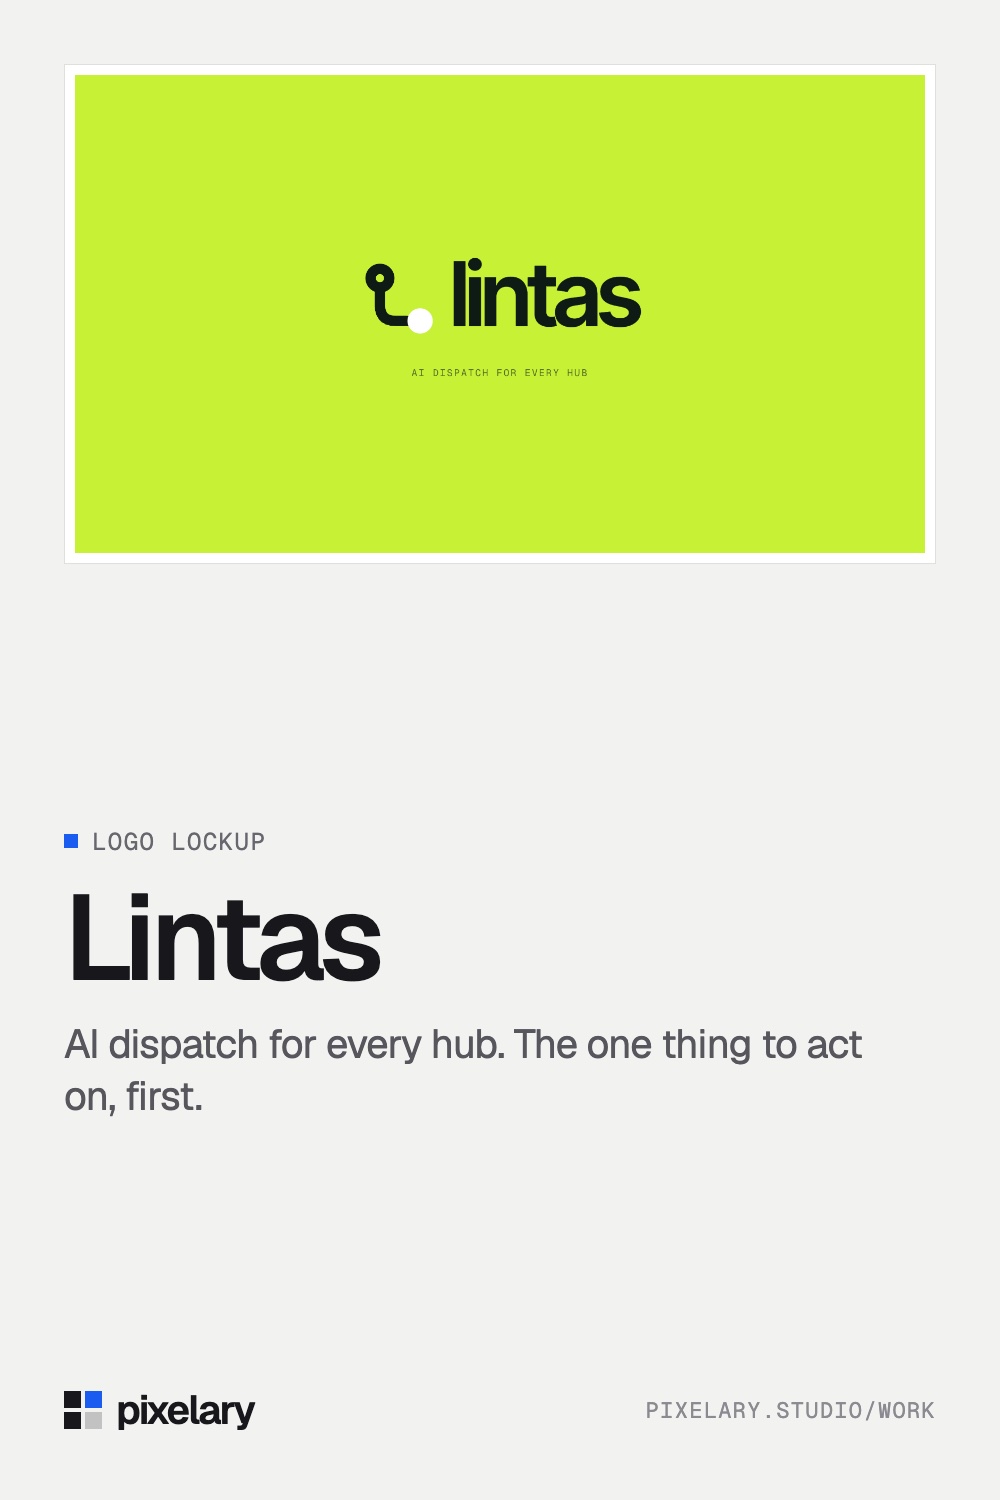 lintas
AI DISPATCH FOR EVERY HUB
LOGO LOCKUP
Lintas
AI dispatch for every hub. The one thing to act
on, first.
pixelary
PIXELARY.STUDIO/WORK